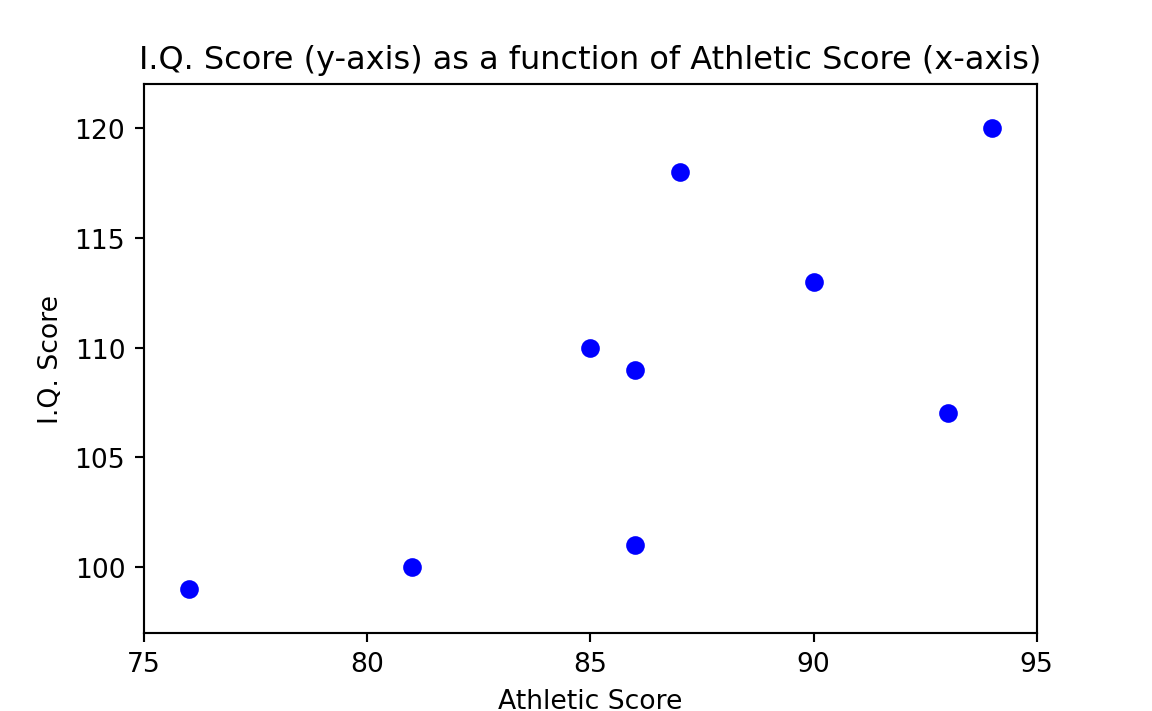 I.Q. Score (y-axis) as a function of Athletic Score (x-axis)
120
115
110
105
100
I.Q. Score
75 80 85 90 95
Athletic Score